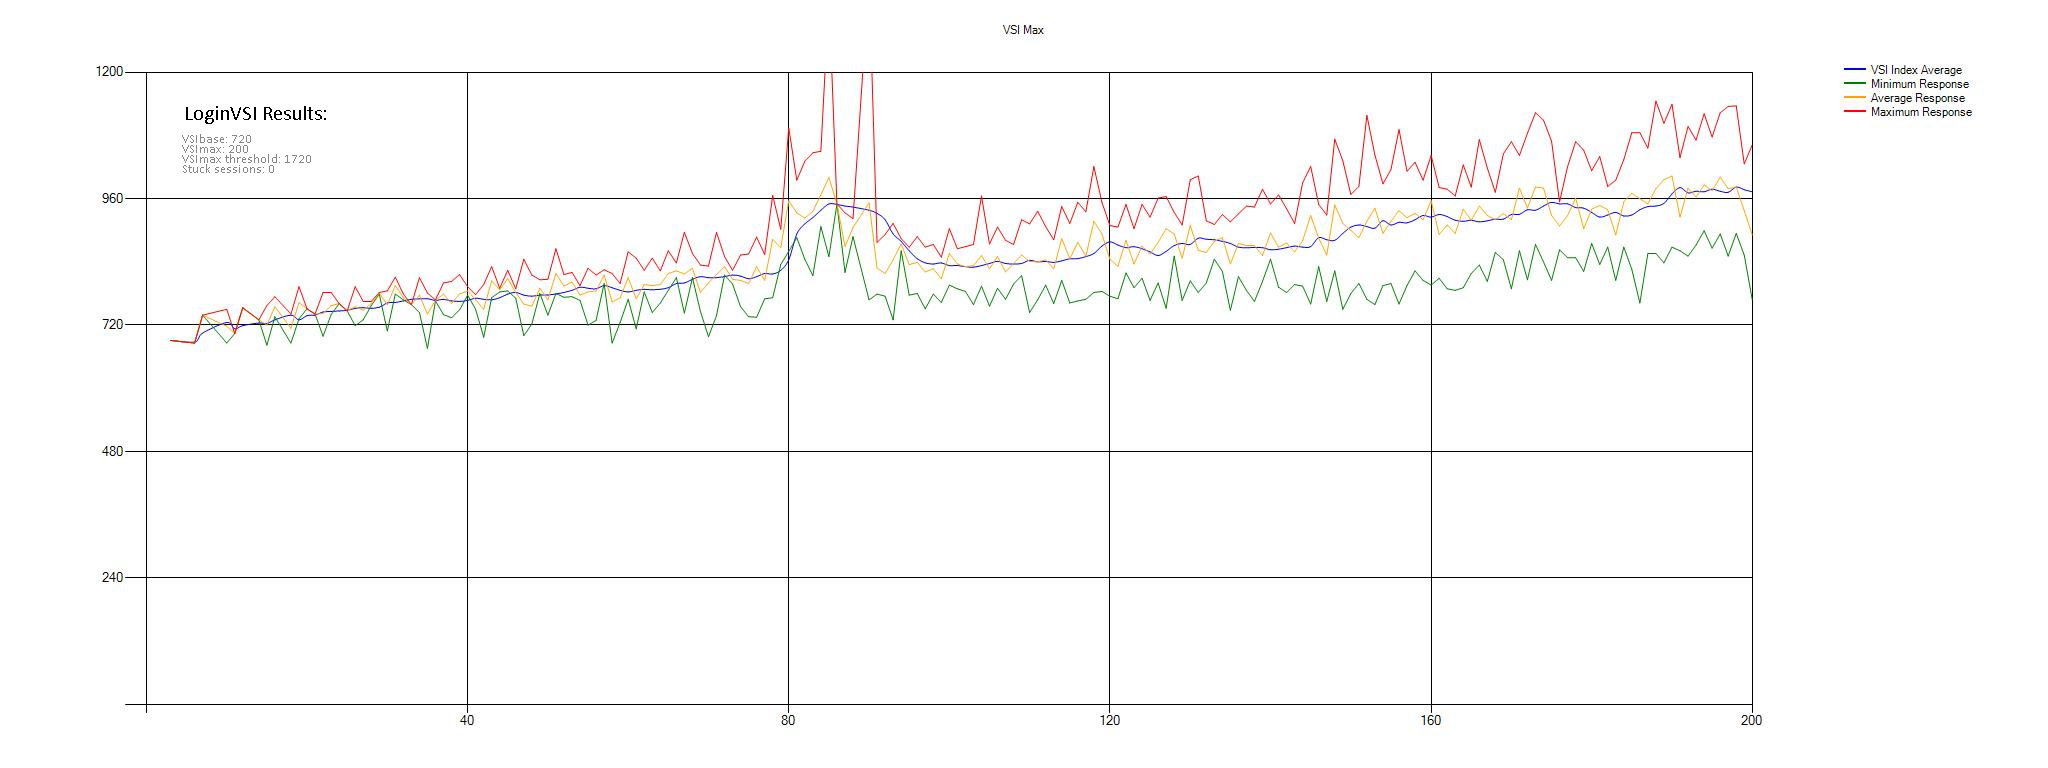 VSI Max
1200
960
720
480
240
LoginVSI Results:
VSIbase: 720
VSImax: 200
VSImax threshold: 1720
Stuck sessions: 0
40
80
120
160
200
VSI Index Average
Minimum Response
Average Response
Maximum Response